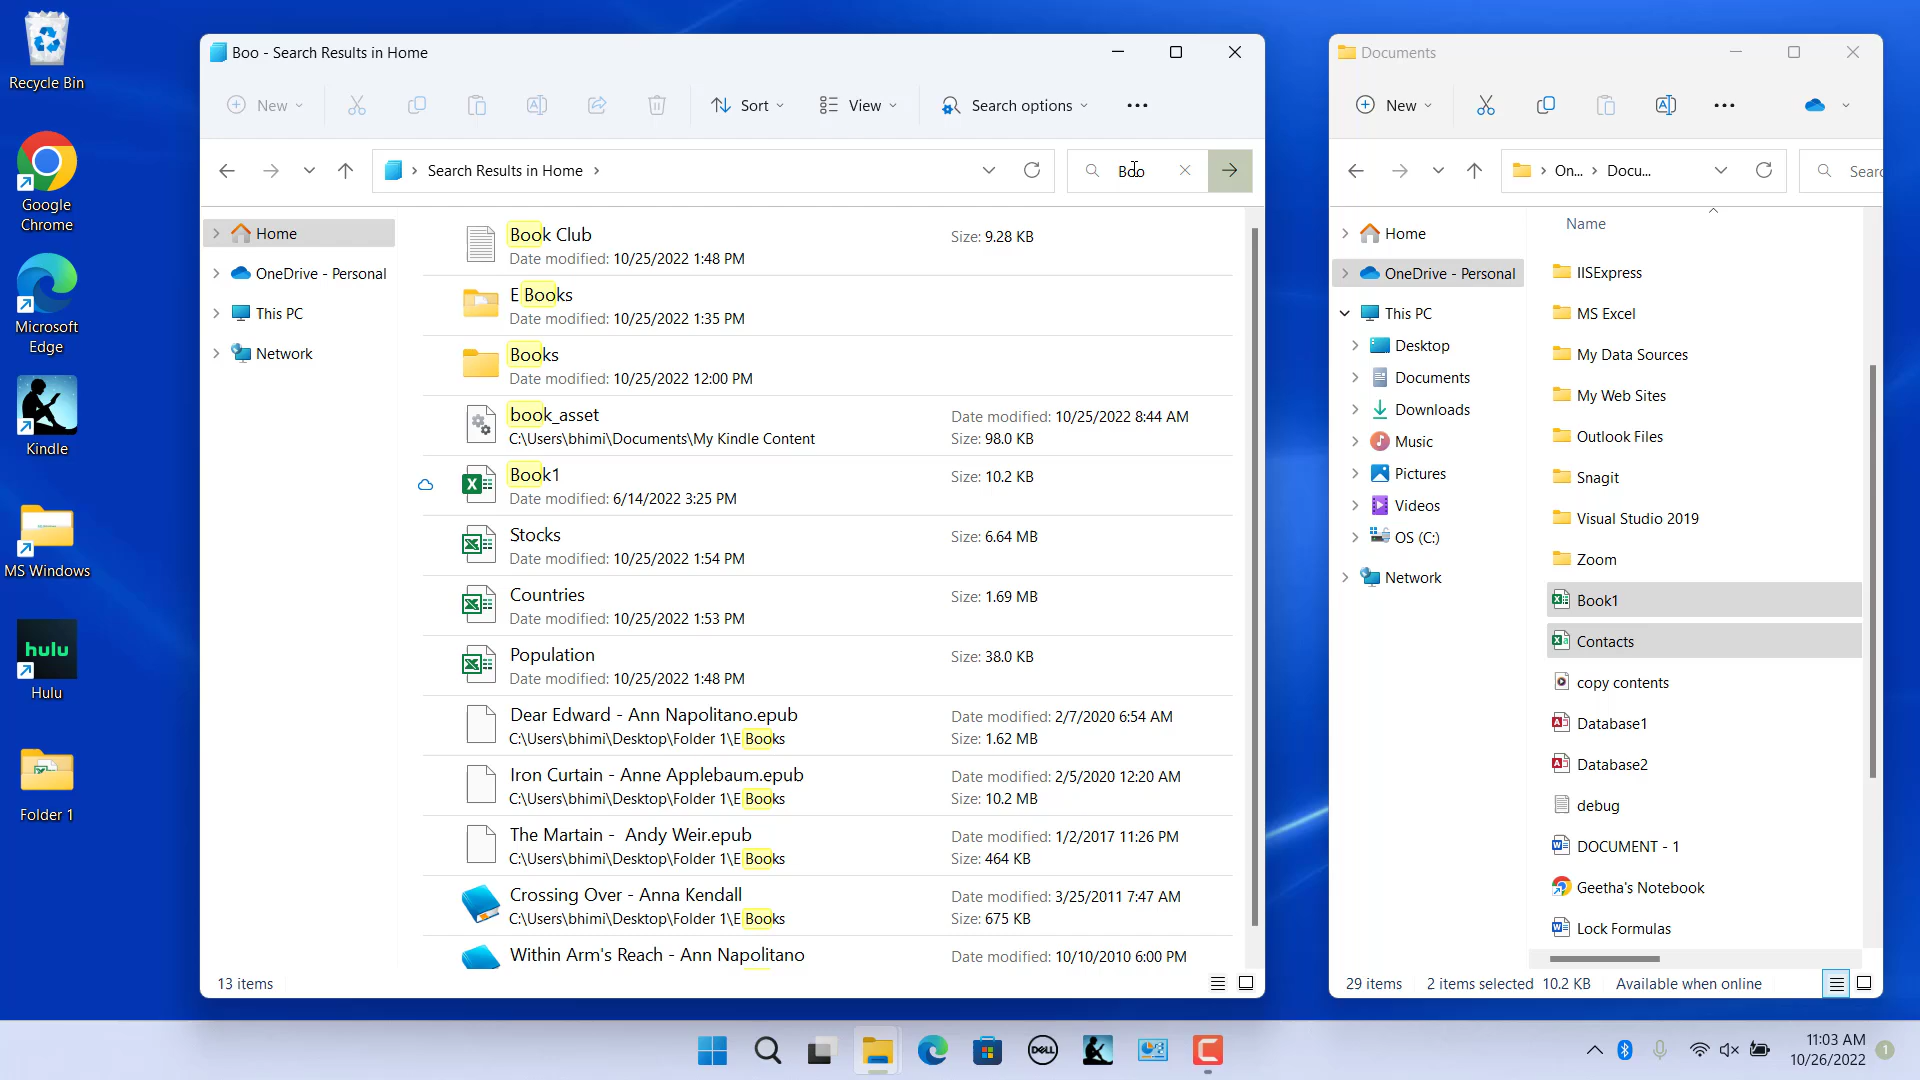 Recycle Bin
Google
Chrome
Microsoft
Edge
Kindle
MS Windows
hulu
Hulu
Folder 1
Boo - Search Results in Home
New
Sort
View
Search options
Search Results in Home
Boo
Home
OneDrive - Personal
This PC
Network
Book Club
Date modified: 10/25/2022 1:48 PM
Size: 9.28 KB
E Books
Date modified: 10/25/2022 1:35 PM
Books
Date modified: 10/25/2022 12:00 PM
book_asset
C:\Users\bhimi\Documents\My Kindle Content
Date modified: 10/25/2022 8:44 AM
Size: 98.0 KB
Book1
Date modified: 6/14/2022 3:25 PM
Size: 10.2 KB
Stocks
Date modified: 10/25/2022 1:54 PM
Size: 6.64 MB
Countries
Date modified: 10/25/2022 1:53 PM
Size: 1.69 MB
Population
Date modified: 10/25/2022 1:48 PM
Size: 38.0 KB
Dear Edward - Ann Napolitano.epub
C:\Users\bhimi\Desktop\Folder 1\E Books
Date modified: 2/7/2020 6:54 AM
Size: 1.62 MB
Iron Curtain - Anne Applebaum.epub
C:\Users\bhimi\Desktop\Folder 1\E Books
Date modified: 2/5/2020 12:20 AM
Size: 10.2 MB
The Martain -  Andy Weir.epub
C:\Users\bhimi\Desktop\Folder 1\E Books
Date modified: 1/2/2017 11:26 PM
Size: 464 KB
Crossing Over - Anna Kendall
C:\Users\bhimi\Desktop\Folder 1\E Books
Date modified: 3/25/2011 7:47 AM
Size: 675 KB
Within Arm's Reach - Ann Napolitano
Date modified: 10/10/2010 6:00 PM
13 items
Documents
New
On...
Docu...
Sear
Home
OneDrive - Personal
This PC
Desktop
Documents
Downloads
Music
Pictures
Videos
OS (C:)
Network
Name
IISExpress
MS Excel
My Data Sources
My Web Sites
Outlook Files
Snagit
Visual Studio 2019
Zoom
Book1
Contacts
copy contents
Database1
Database2
debug
DOCUMENT - 1
Geetha's Notebook
Lock Formulas
29 items
2 items selected 10.2 KB
Available when online
DELL
11:03 AM
10/26/2022
1